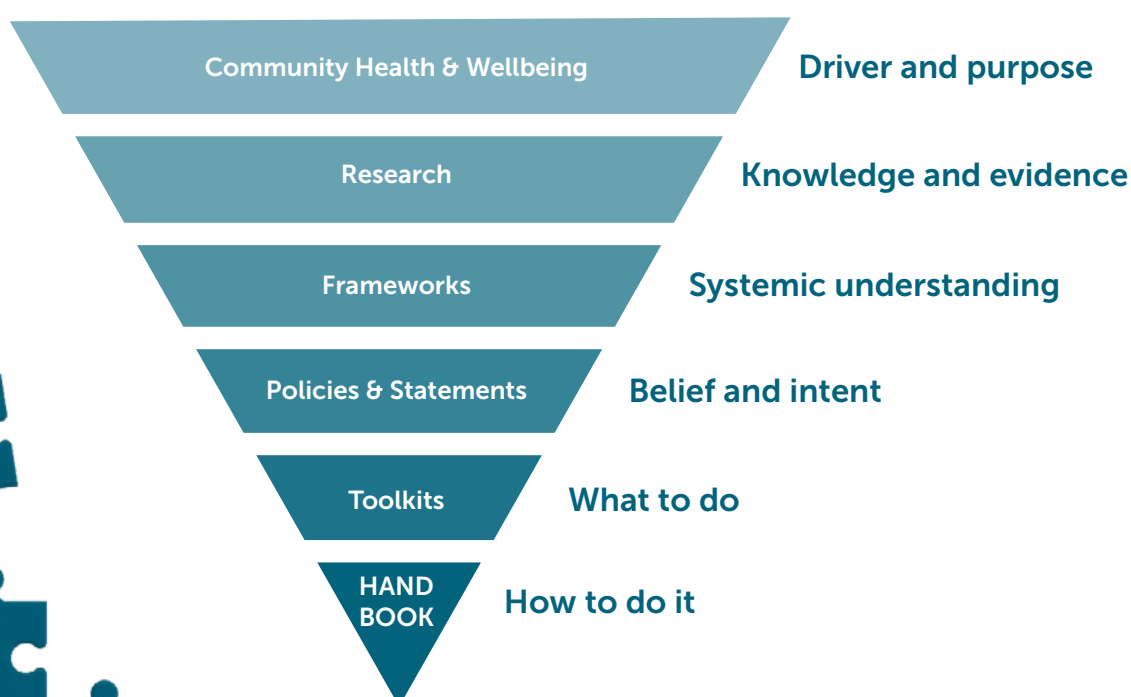 Community Health & Wellbeing
Driver and purpose
Research
Knowledge and evidence
Frameworks
Systemic understanding
Policies & Statements
Belief and intent
Toolkits
What to do
HAND
BOOK
How to do it